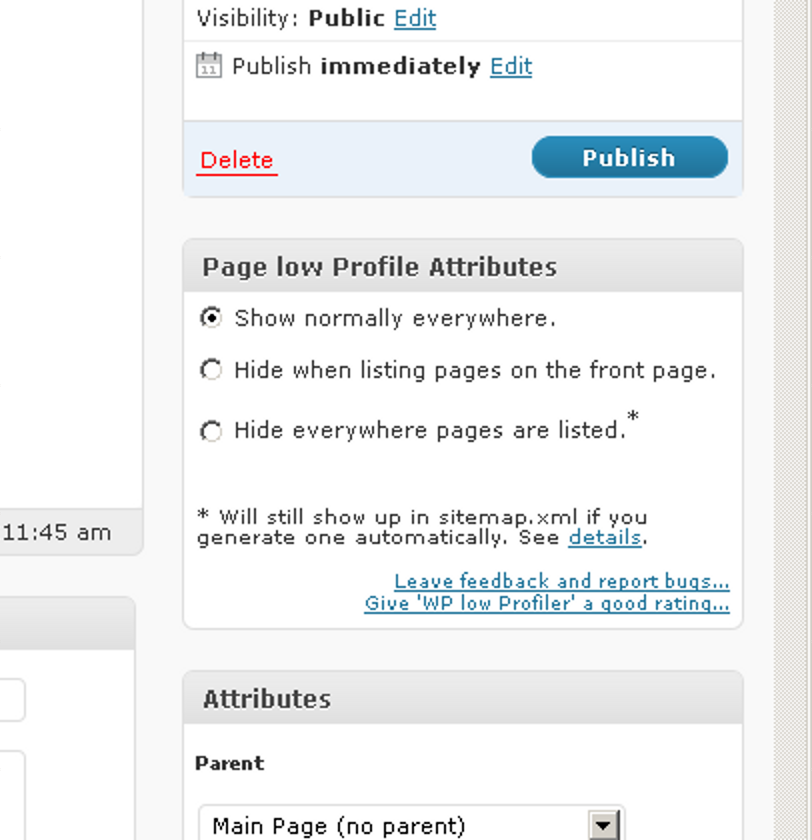 Visibility: Public Edit
11
Publish immediately Edit
Delete
Publish
Page low Profile Attributes
Show normally everywhere.
Hide when listing pages on the front page.
Hide everywhere pages are listed.*
* Will still show up in sitemap.xml if you
generate one automatically. See details.
11:45 am
Leave feedback and report bugs...
Give 'WP low Profiler' a good rating...
Attributes
Parent
Main Page (no parent)